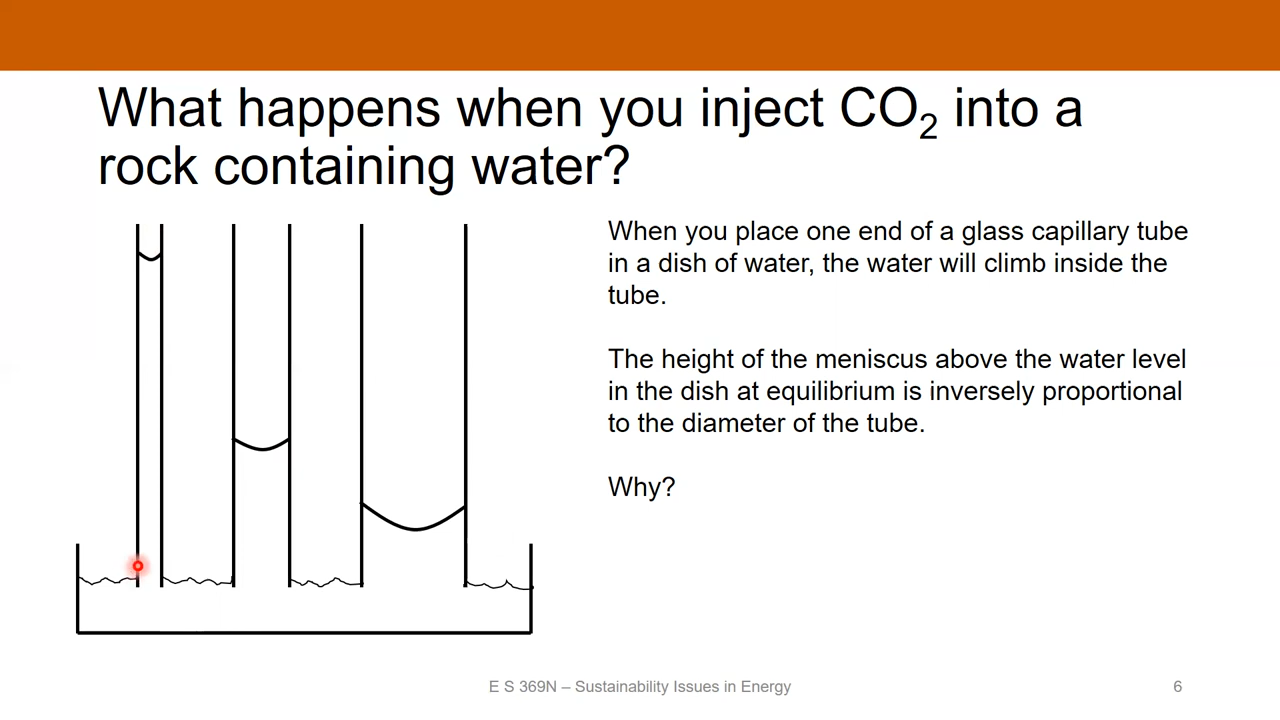 What happens when you inject CO₂ into a
rock containing water?
When you place one end of a glass capillary tube
in a dish of water, the water will climb inside the
tube.
The height of the meniscus above the water level
in the dish at equilibrium is inversely proportional
to the diameter of the tube.
Why?
E S 369N – Sustainability Issues in Energy
6